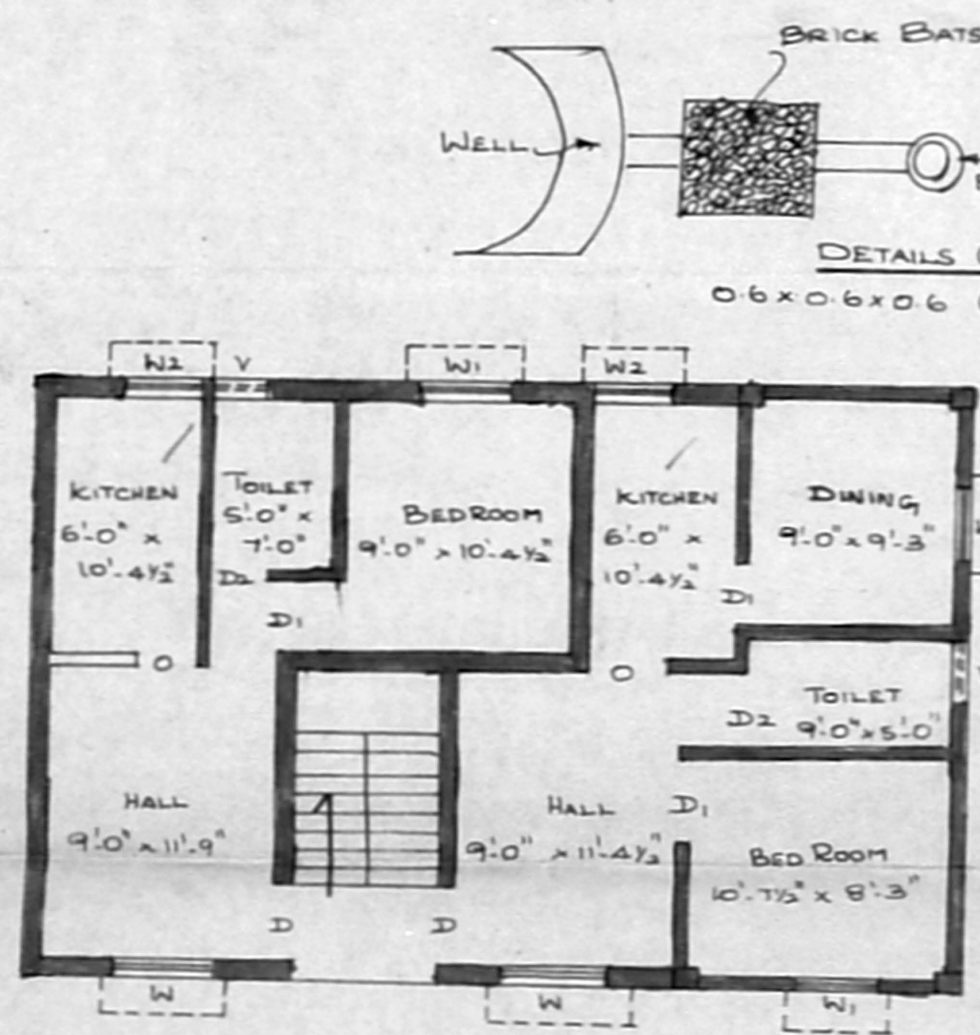 BRICK BATS
WELL
DETAILS
0.6 x 0.6 x 0.6
W2
V
W1
W2
KITCHEN
6'-0" x
10'-4½"
TOILET
5'-0" x
7'-0"
D2
BEDROOM
9'-0" x 10'-4½"
D1
KITCHEN
6'-0" x
10'-4½"
DINING
9'-0" x 9'-3"
D1
O
O
TOILET
9'-0" x 5'-0"
D2
HALL
9'-0" x 11'-9"
HALL
9'-0" x 11'-4½"
D1
BED ROOM
10'-7½" x 8'-3"
D
D
W
W
W1